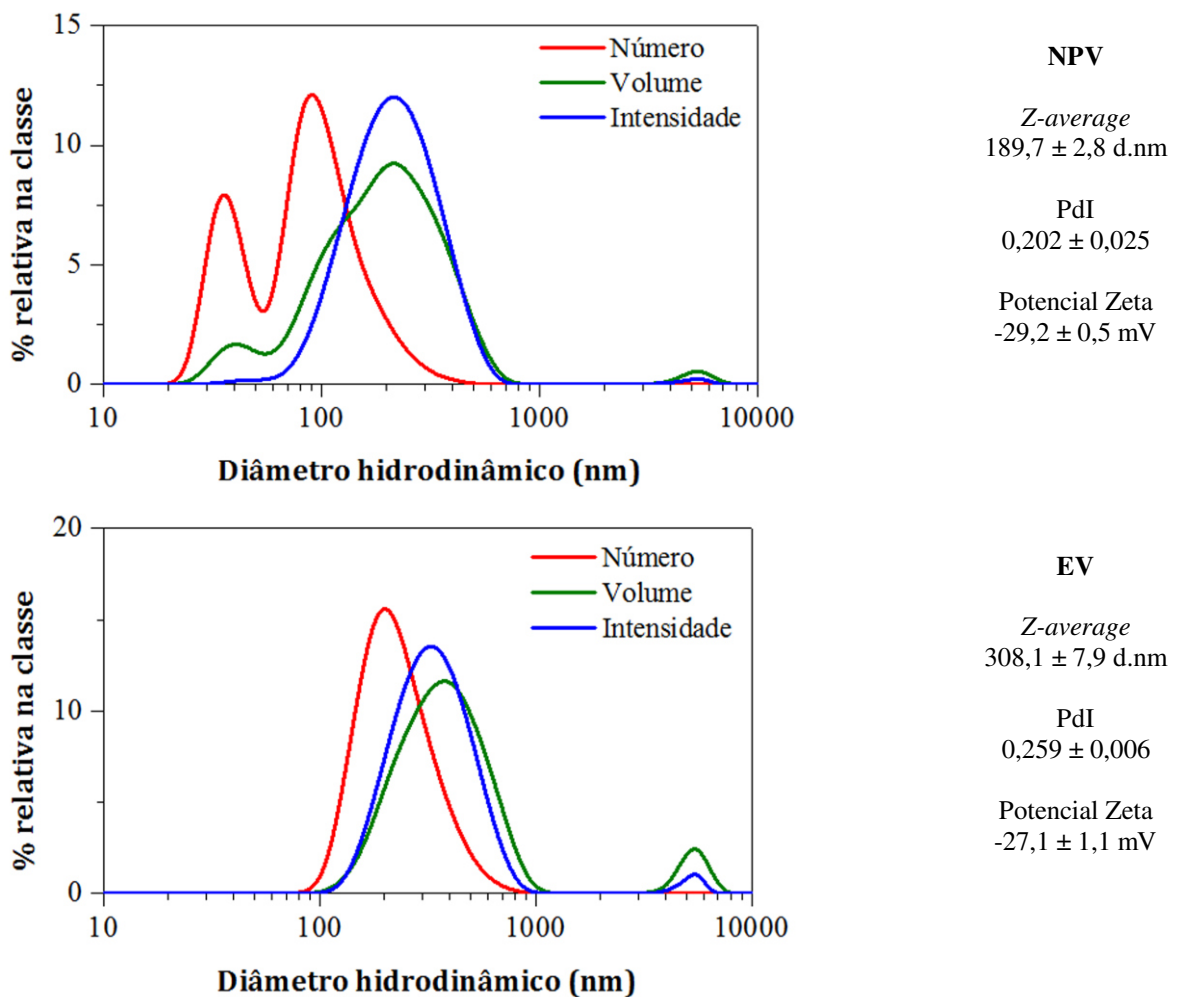 15
10
5
0
% relativa na classe
Número
Volume
Intensidade
10
100
1000
10000
Diâmetro hidrodinâmico (nm)
NPV
Z-average
189,7 ± 2,8 d.nm
PdI
0,202 ± 0,025
Potencial Zeta
-29,2 ± 0,5 mV
20
10
0
% relativa na classe
Número
Volume
Intensidade
10
100
1000
10000
Diâmetro hidrodinâmico (nm)
EV
Z-average
308,1 ± 7,9 d.nm
PdI
0,259 ± 0,006
Potencial Zeta
-27,1 ± 1,1 mV